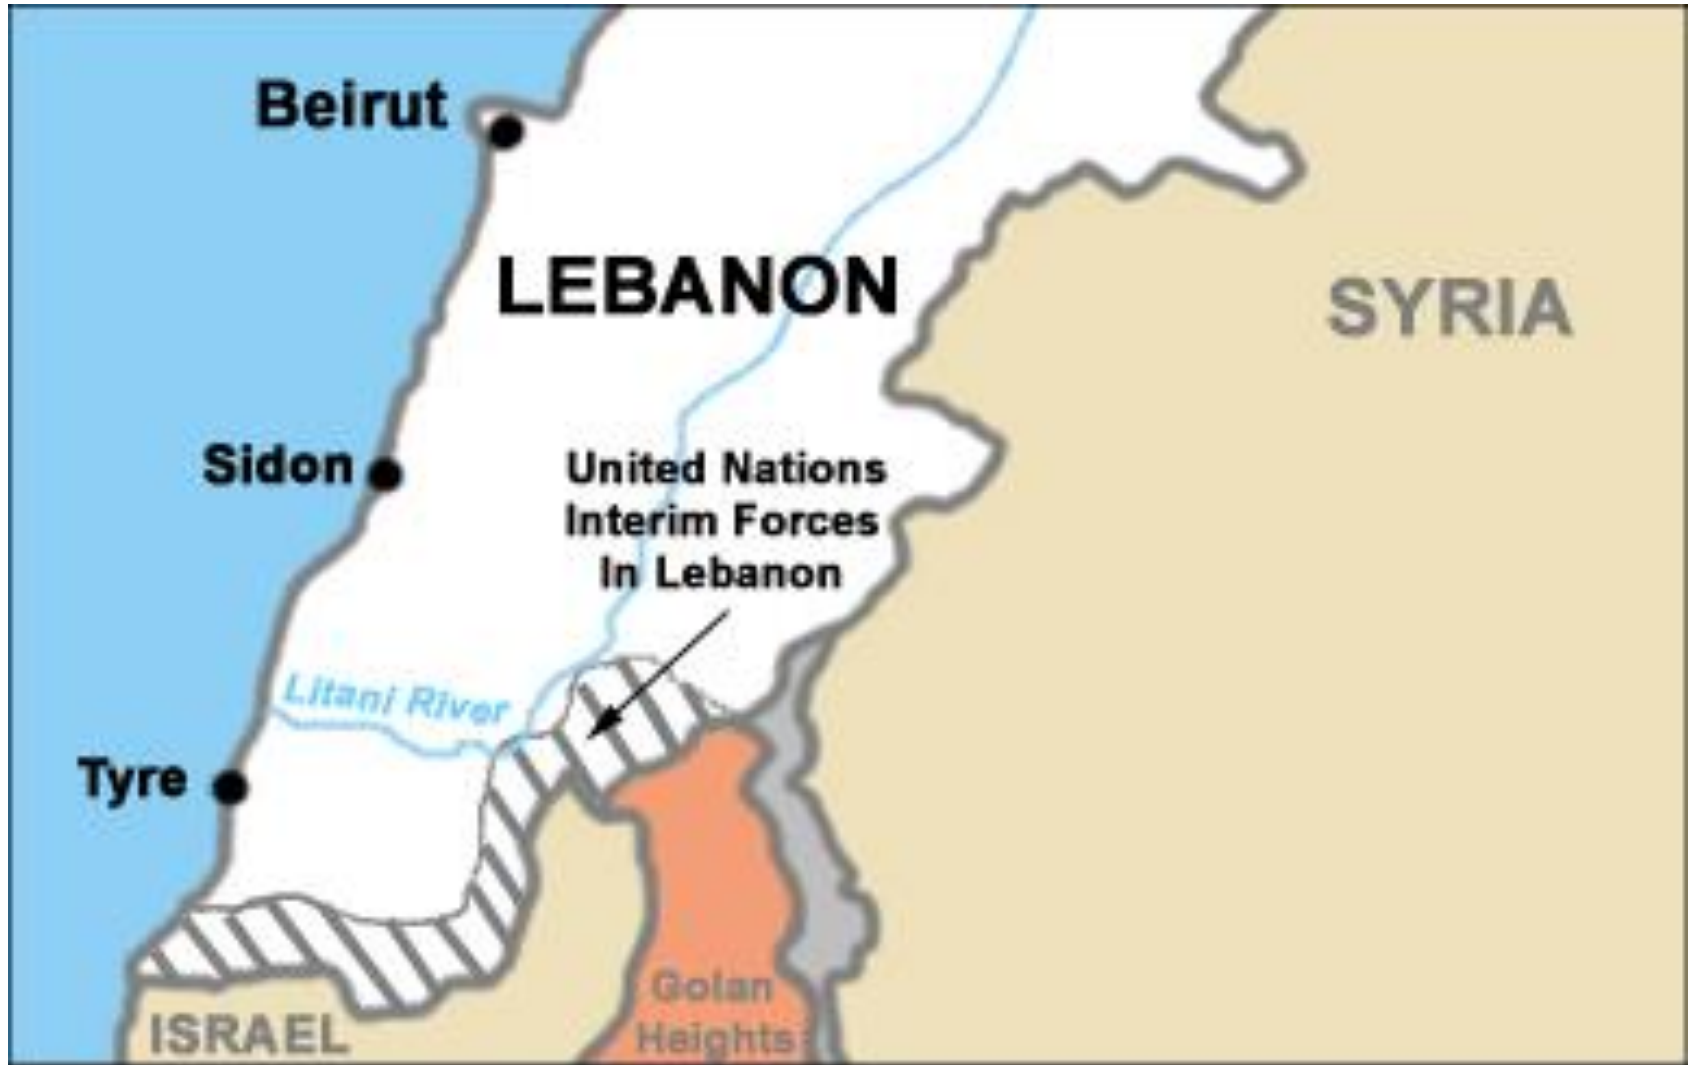 Beirut
LEBANON
SYRIA
Sidon
United Nations
Interim Forces
In Lebanon
Litani River
Tyre
Golan
Heights
ISRAEL